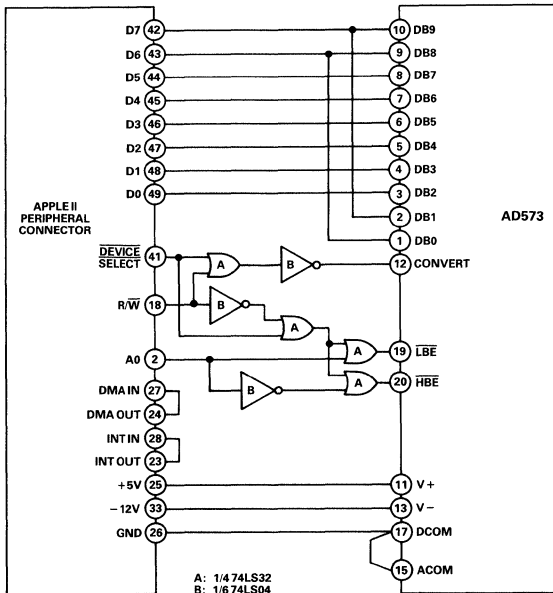 D7 42 10 DB9
D6 43 9 DB8
D5 44 8 DB7
D4 45 7 DB6
D3 46 6 DB5
D2 47 5 DB4
D1 48 4 DB3
D0 49 3 DB2
APPLE II
PERIPHERAL
CONNECTOR
2 DB1
AD573
1 DB0
DEVICE
SELECT
41 A B 12 CONVERT
R/W 18 B A
A0 2 A 19 LBE
B A 20 HBE
DMA IN 27
DMA OUT 24
INT IN 28
INT OUT 23
+5V 25 11 V+
−12V 33 13 V−
GND 26 17 DCOM
15 ACOM
A: 1/4 74LS32
B: 1/6 74LS04